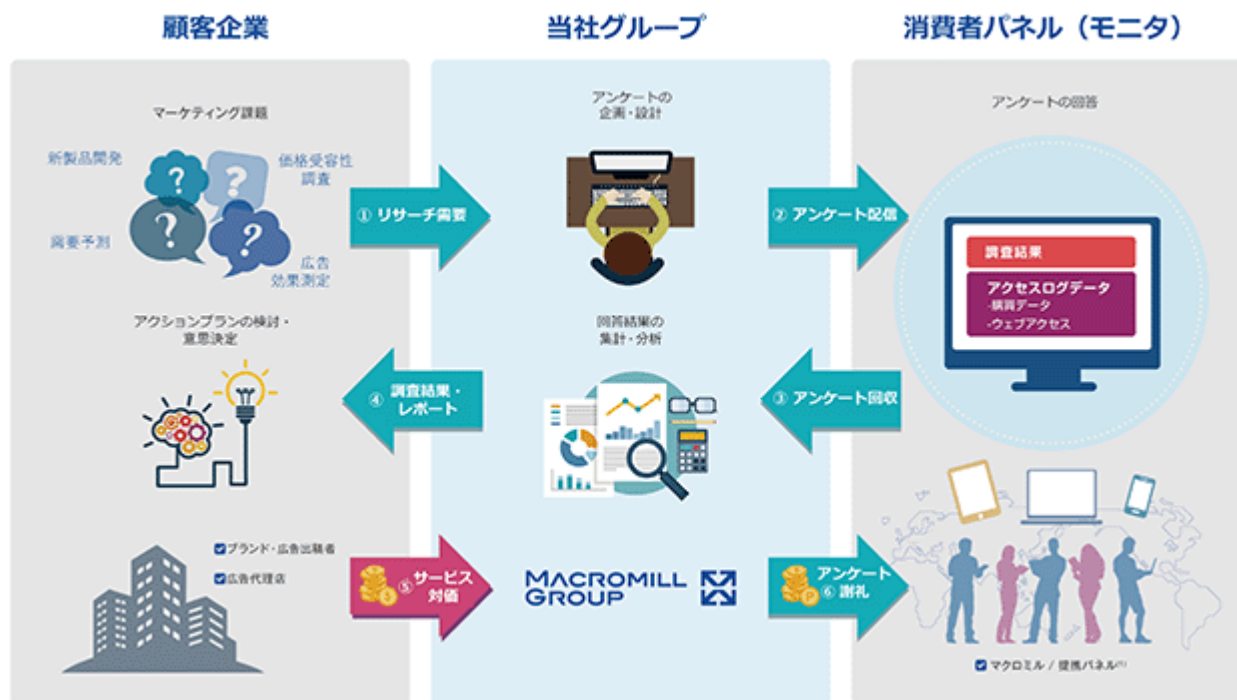 顧客企業
当社グループ
消費者パネル（モニタ）
マーケティング課題
新製品開発
価格受容性
調査
需要予測
広告
効果測定
① リサーチ需要
アンケートの
企画・設計
② アンケート配信
アンケートの回答
調査結果
アクセスログデータ
-購買データ
-ウェブアクセス
アクションプランの検討・
意思決定
④ 調査結果・
レポート
回答結果の
集計・分析
③ アンケート回収
ブランド・広告出稿者
広告代理店
⑤ サービス
対価
MACROMILL
GROUP
アンケート
⑥ 謝礼
P
マクロミル / 提携パネル(1)